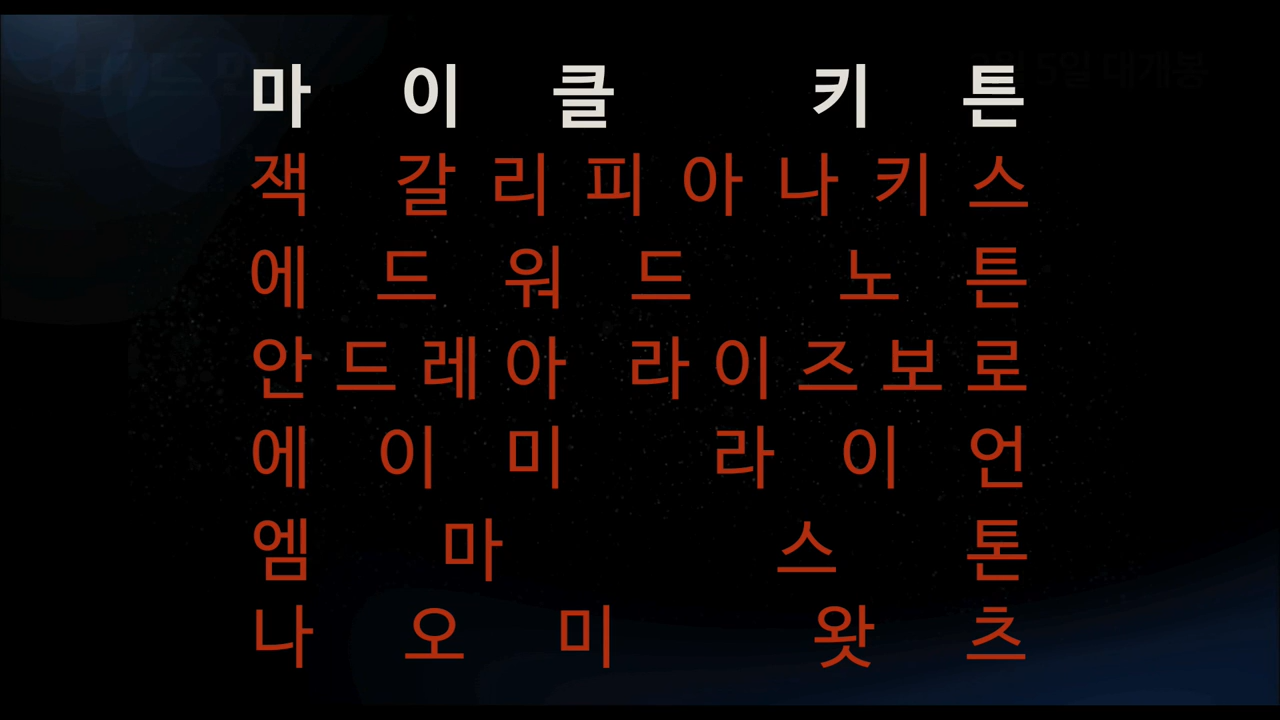 마이클 키튼
잭 갈리피아나키스
에드워드 노튼
안드레아 라이즈보로
에이미 라이언
엠마 스톤
나오미 왓츠